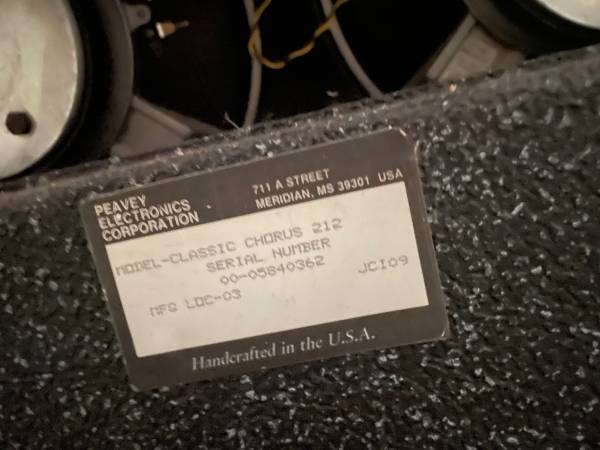 PEAVEY
ELECTRONICS
CORPORATION
711 A STREET
MERIDIAN, MS 39301 USA
MODEL-CLASSIC CHORUS 212
SERIAL NUMBER
00-05840362
JCI09
MFG LOC-03
Handcrafted in the U.S.A.